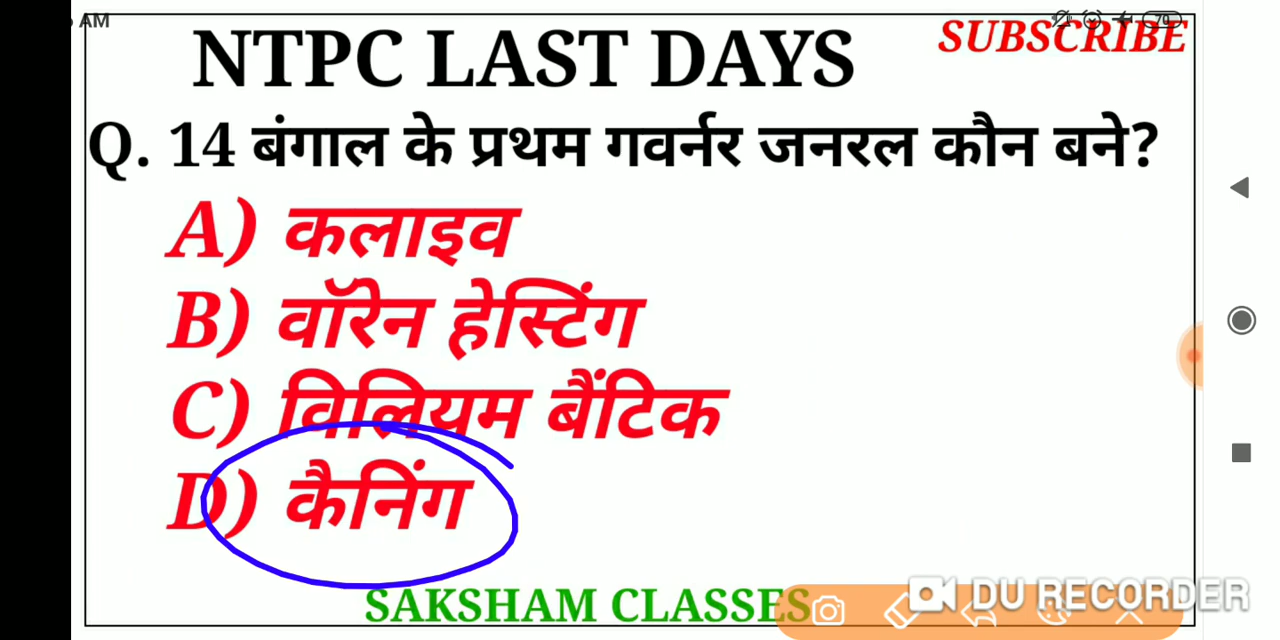 AM
SUBSCRIBE
NTPC LAST DAYS
Q. 14 बंगाल के प्रथम गवर्नर जनरल कौन बने?
A) कलाइव
B) वॉरेन हेस्टिंग
C) विलियम बैंटिक
D) कैनिंग
SAKSHAM CLASSES
DU RECORDER